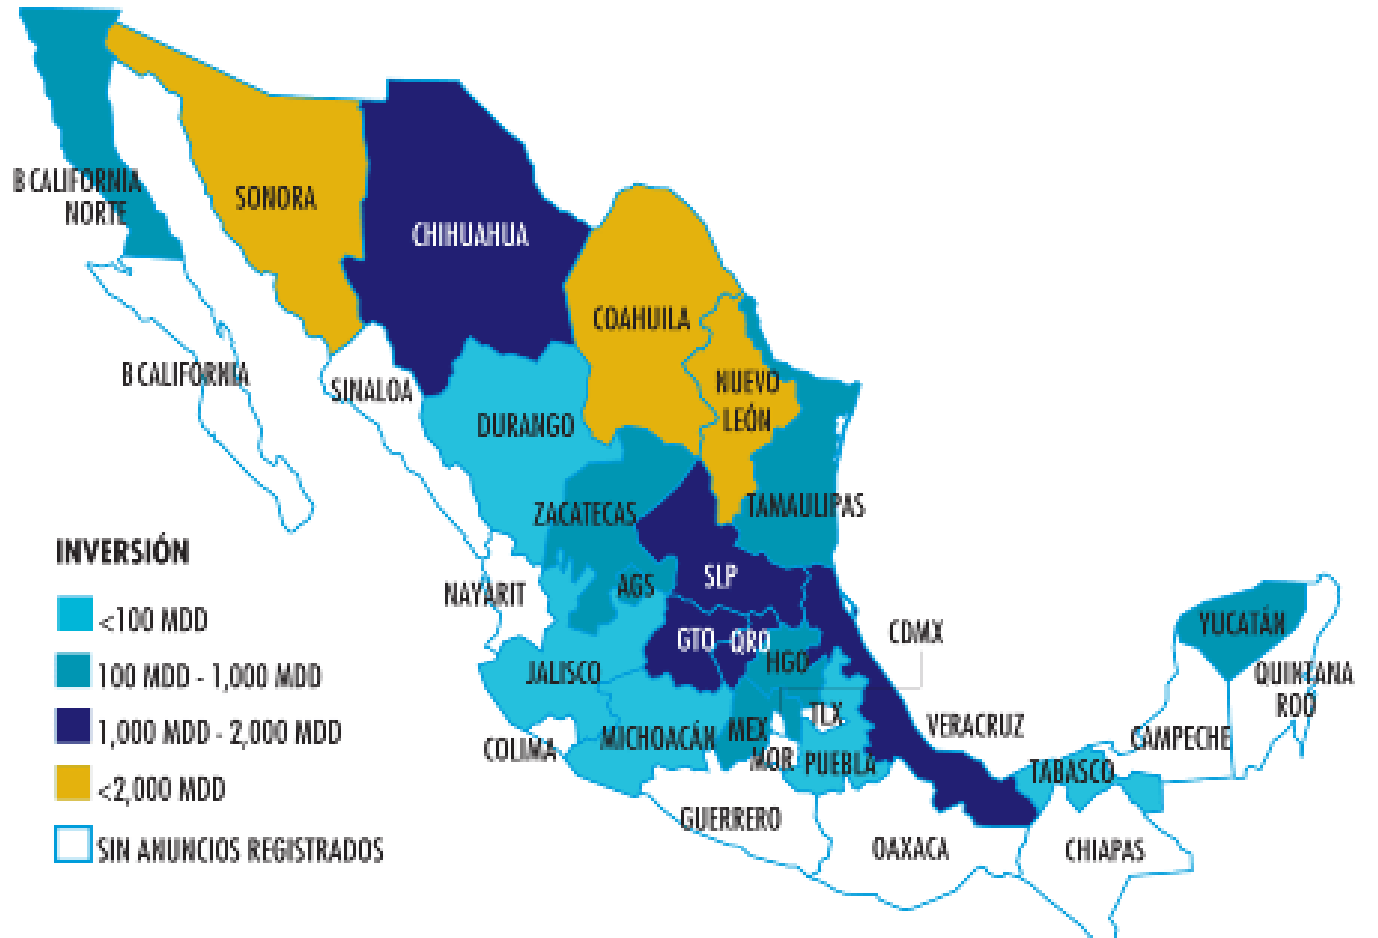 B CALIFORNIA
NORTE
SONORA
CHIHUAHUA
COAHUILA
B CALIFORNIA
SINALOA
NUEVO
LEÓN
DURANGO
ZACATECAS
TAMAULIPAS
INVERSIÓN
<100 MDD
100 MDD - 1,000 MDD
1,000 MDD - 2,000 MDD
<2,000 MDD
SIN ANUNCIOS REGISTRADOS
NAYARIT
AGS
SLP
GTO
QRO
HGO
CDMX
YUCATÁN
QUINTANA
ROO
JALISCO
COLIMA
MICHOACÁN
MEX
TLX
MOR
PUEBLA
VERACRUZ
CAMPECHE
TABASCO
GUERRERO
OAXACA
CHIAPAS